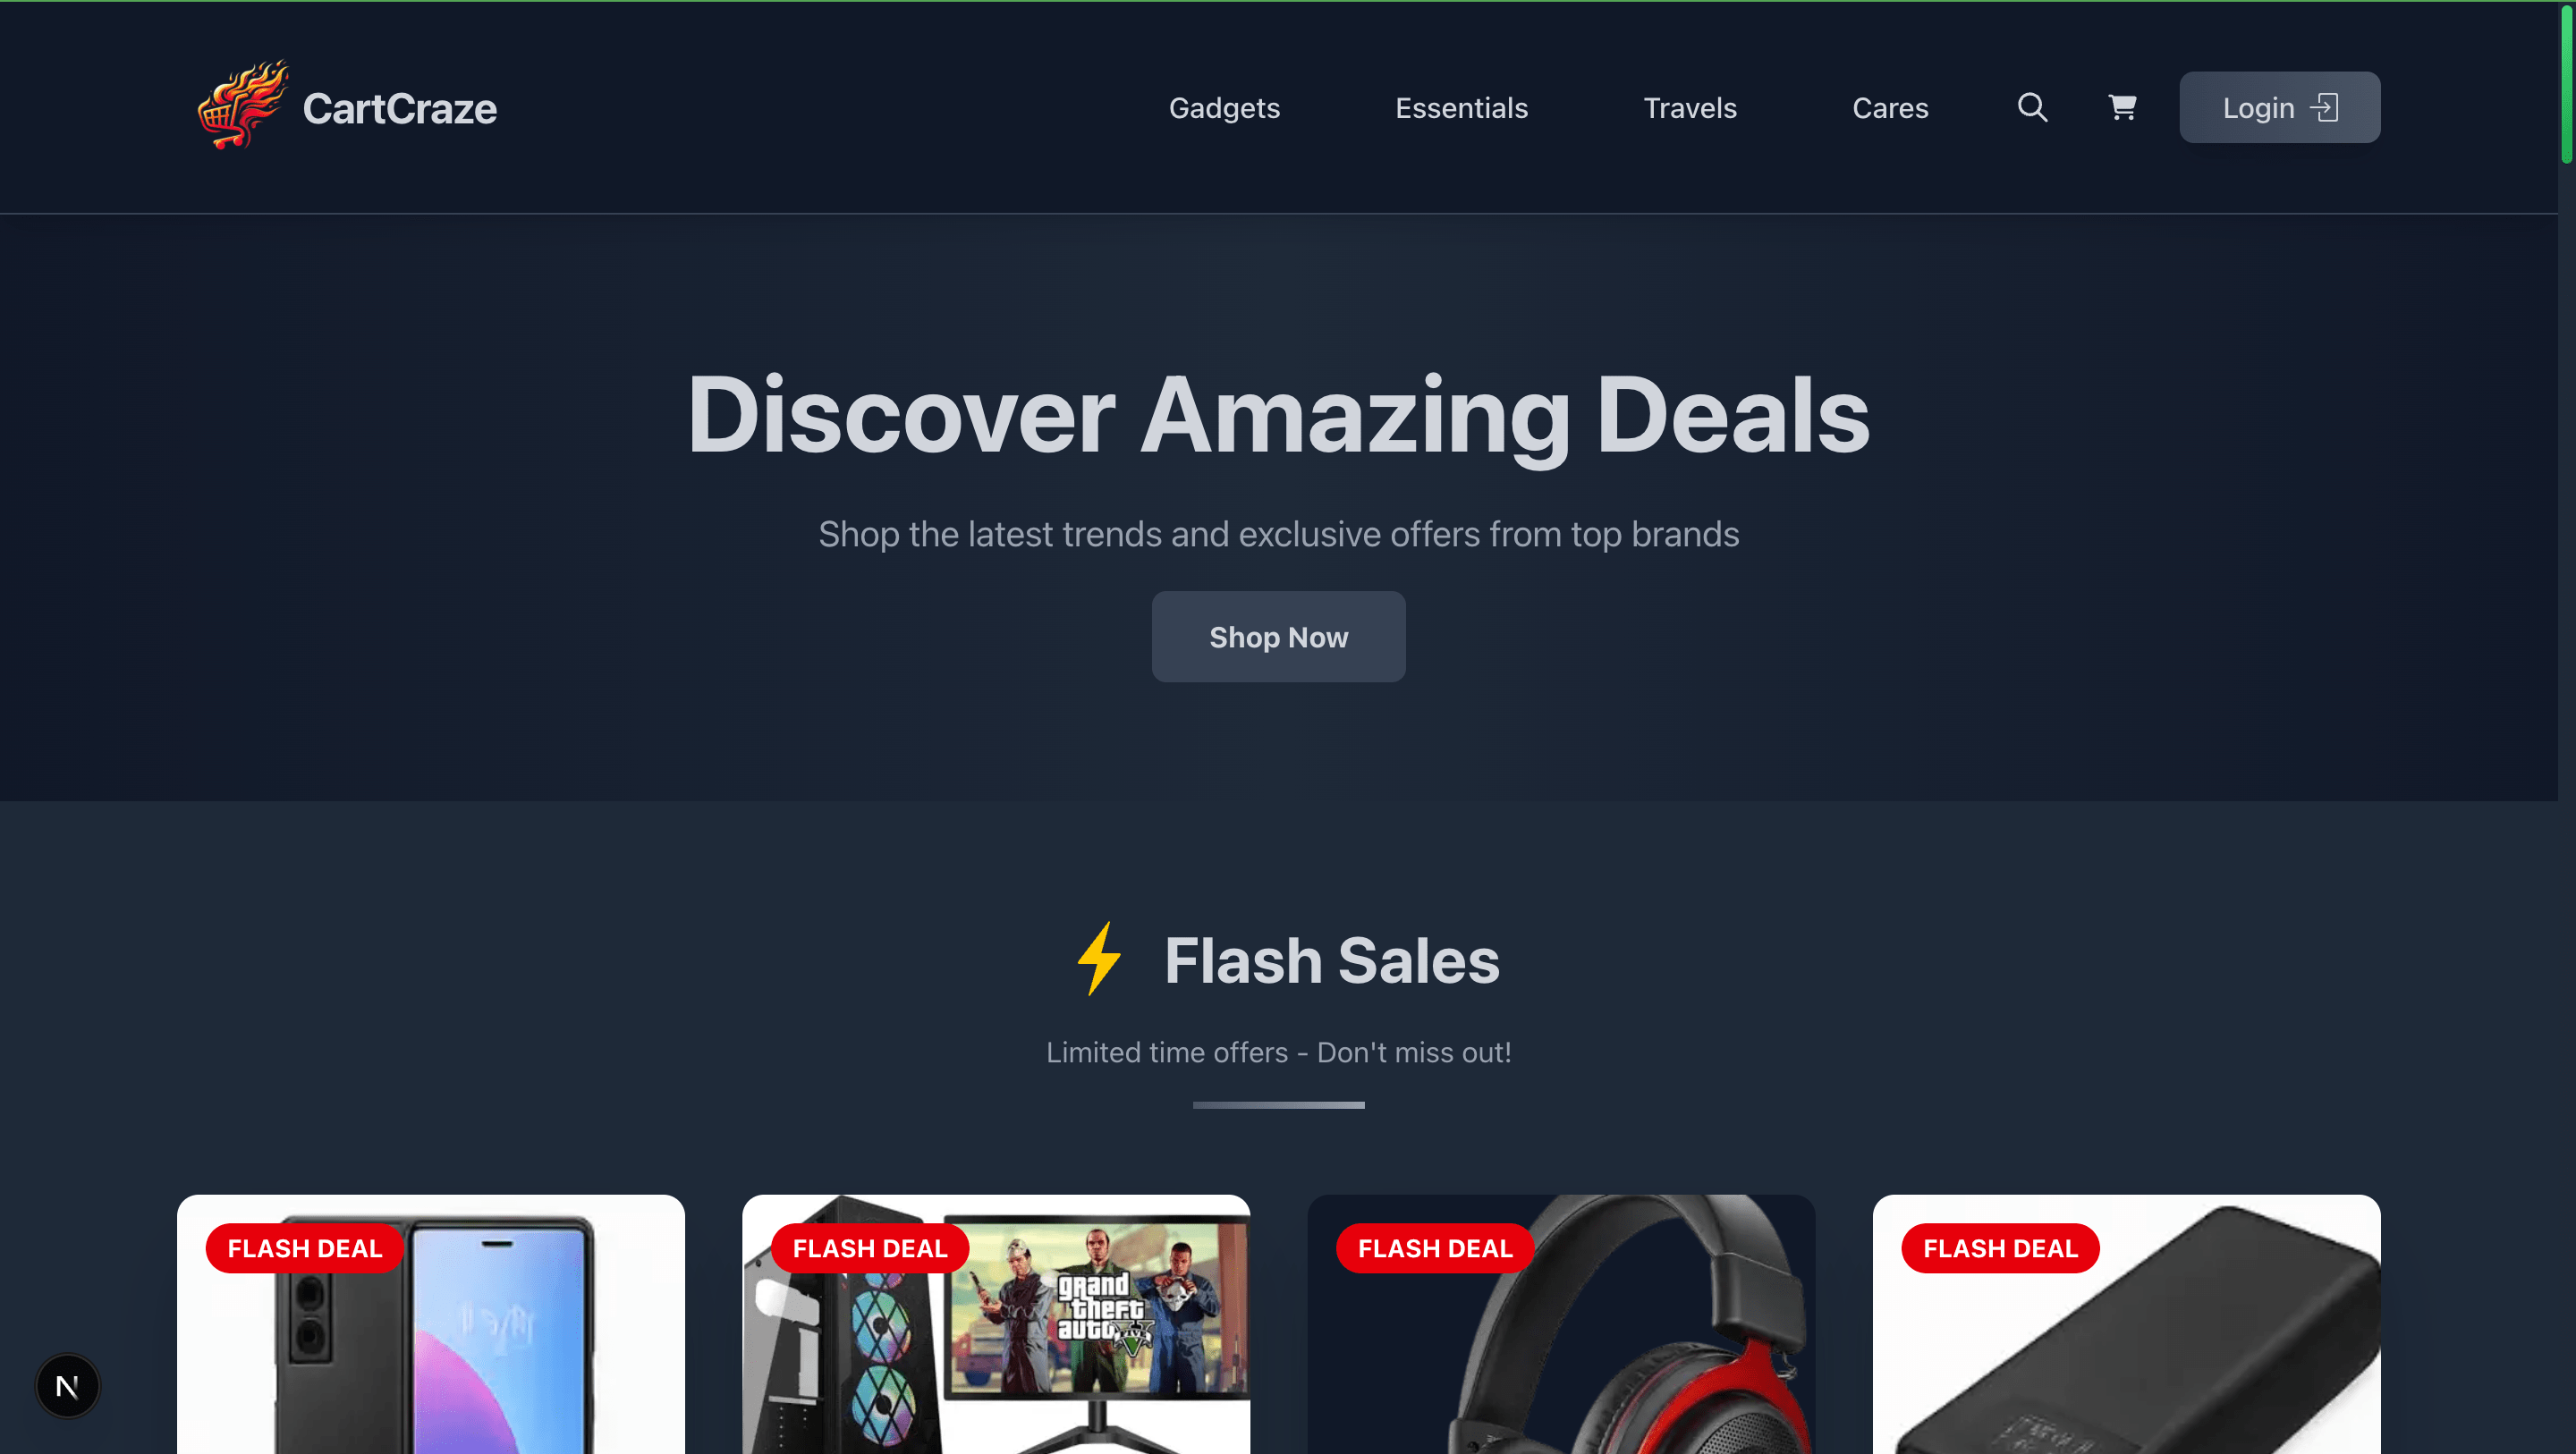 CartCraze
Gadgets
Essentials
Travels
Cares
Login
Discover Amazing Deals
Shop the latest trends and exclusive offers from top brands
Shop Now
Flash Sales
Limited time offers - Don't miss out!
FLASH DEAL
FLASH DEAL
grand
theft
auto
FIVE
FLASH DEAL
FLASH DEAL
N